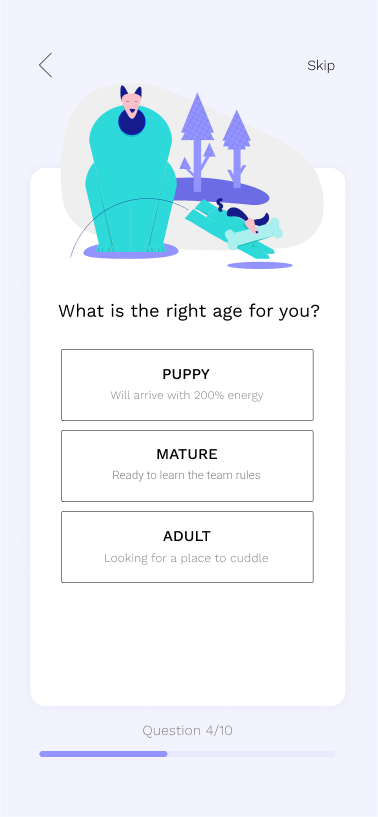 Skip
What is the right age for you?
PUPPY
Will arrive with 200% energy
MATURE
Ready to learn the team rules
ADULT
Looking for a place to cuddle
Question 4/10